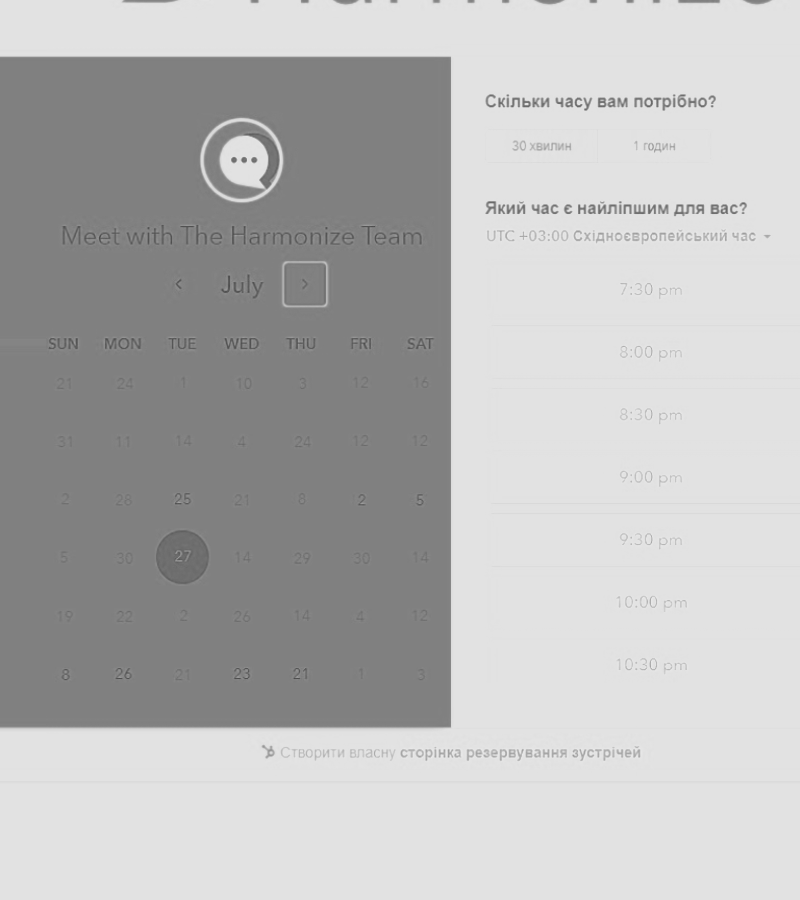 Meet with The Harmonize Team
July
SUN MON TUE WED THU FRI SAT
21 24 1 10 3 12 16
31 11 14 4 24 12 12
2 28 25 21 8 2 5
5 30 27 14 29 30 14
19 22 2 26 14 4 12
8 26 21 23 21 1 3
Скільки часу вам потрібно?
30 хвилин 1 годин
Який час є найліпшим для вас?
UTC +03:00 Східноєвропейський час
7:30 pm
8:00 pm
8:30 pm
9:00 pm
9:30 pm
10:00 pm
10:30 pm
Створити власну сторінка резервування зустрічей